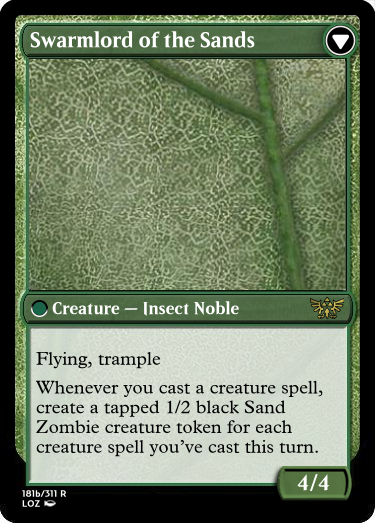 Swarmlord of the Sands
Creature — Insect Noble
Flying, trample
Whenever you cast a creature spell,
create a tapped 1/2 black Sand
Zombie creature token for each
creature spell you've cast this turn.
4/4
181b/311 R
LOZ